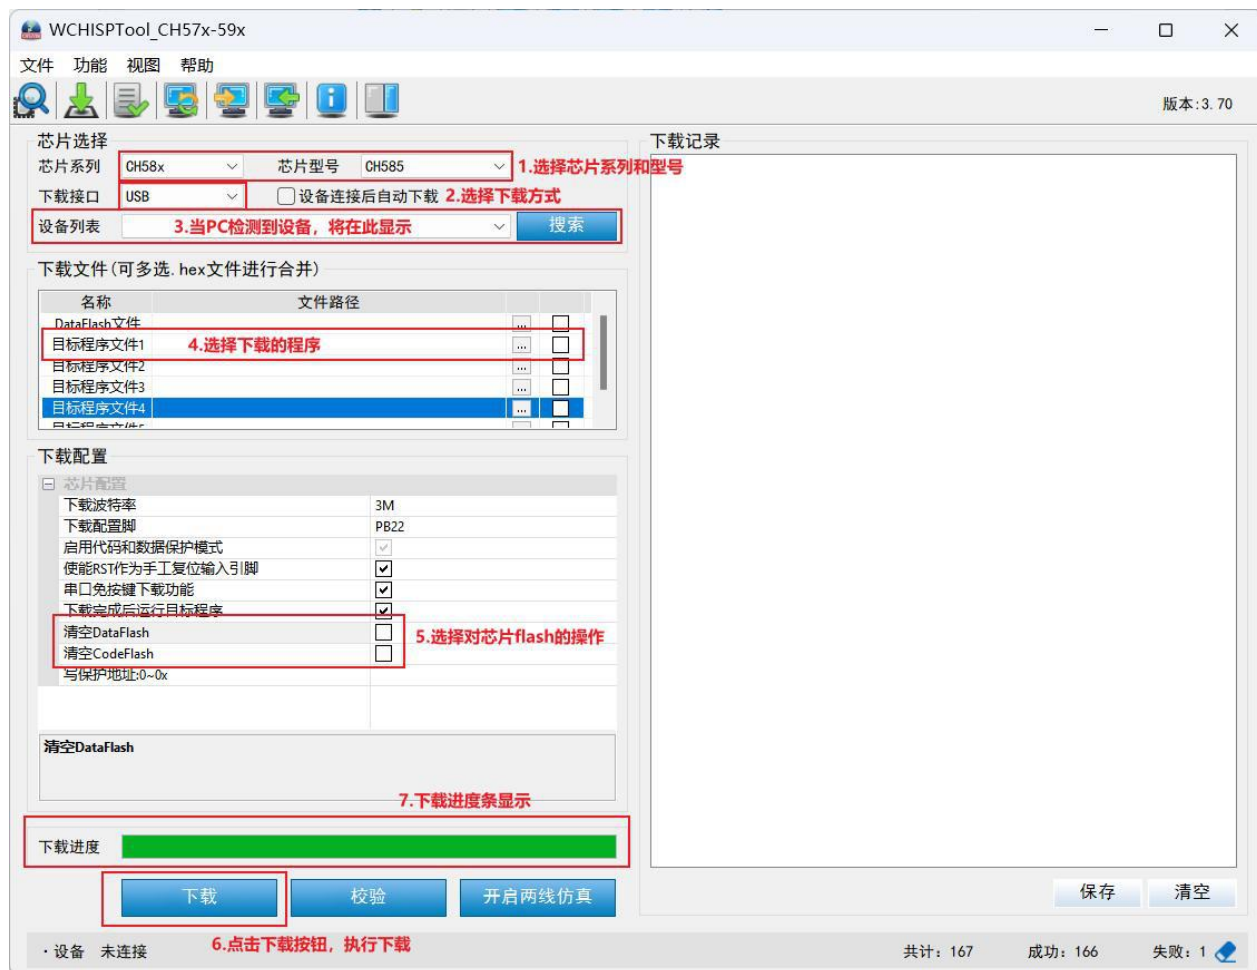 WCHISPTool_CH57x-59x
文件 功能 视图 帮助
版本:3.70
芯片选择
芯片系列 CH58x 芯片型号 CH585 1.选择芯片系列和型号
下载接口 USB 设备连接后自动下载 2.选择下载方式
设备列表 3.当PC检测到设备，将在此显示 搜索
下载文件(可多选.hex文件进行合并)
名称 文件路径
DataFlash文件 ...
目标程序文件1 4.选择下载的程序 ...
目标程序文件2 ...
目标程序文件3 ...
目标程序文件4 ...
下载配置
芯片配置
下载波特率 3M
下载配置脚 PB22
启用代码和数据保护模式
使能RST作为手工复位输入引脚
串口免按键下载功能
下载完成后运行目标程序
清空DataFlash 5.选择对芯片flash的操作
清空CodeFlash
写保护地址:0~0x
清空DataFlash
7.下载进度条显示
下载进度
下载 校验 开启两线仿真
6.点击下载按钮，执行下载
下载记录
保存 清空
·设备 未连接 共计: 167 成功: 166 失败: 1